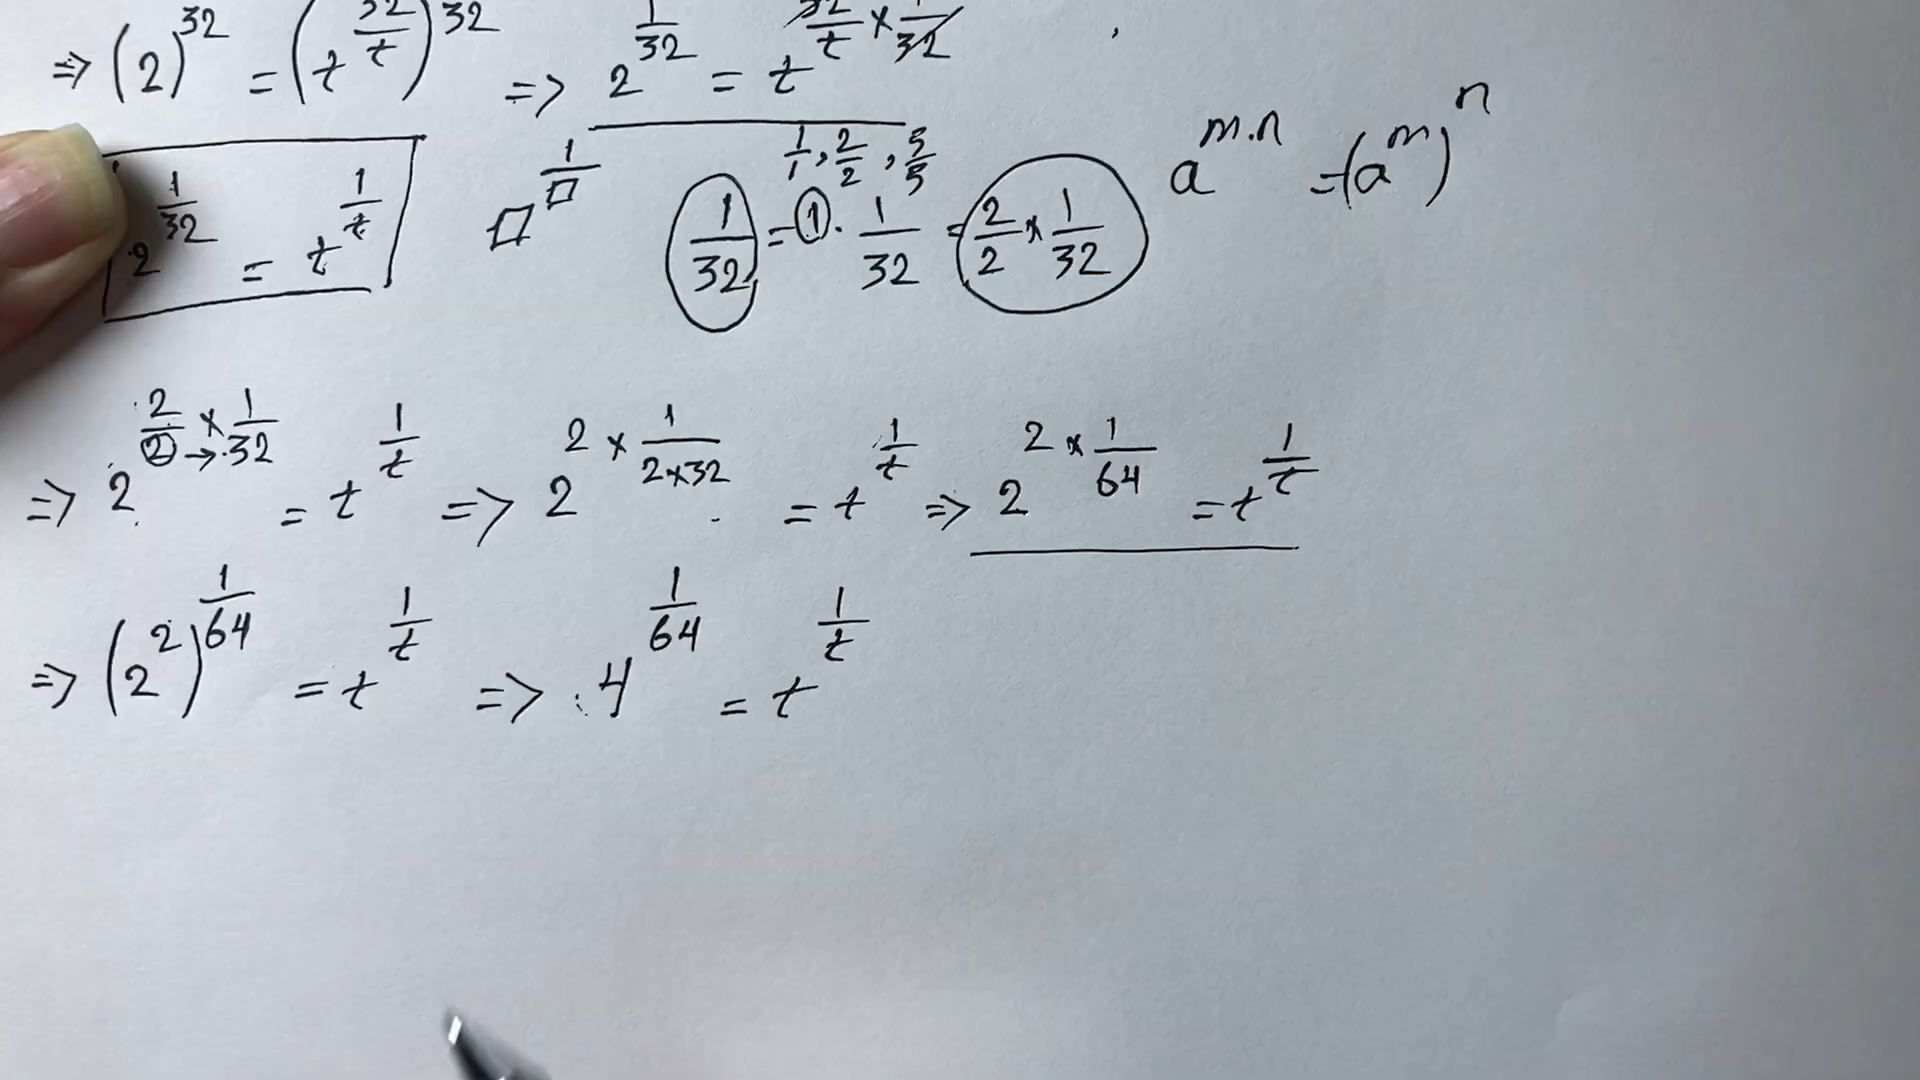 ⇒ (2)^32 = (t^(32/t))^32 ⇒ 2^(1/32) = t^(32/t × 1/32)
2^(1/32) = t^(1/t)   □^(1/□)   1/32 = 1 · 1/32 = 2/2 × 1/32   a^(m·n) = (a^m)^n
1/1, 2/2, 5/5
⇒ 2^(2/2 × 1/32) = t^(1/t) ⇒ 2^(2 × 1/(2×32)) = t^(1/t) ⇒ 2^(2 × 1/64) = t^(1/t)
⇒ (2^2)^(1/64) = t^(1/t) ⇒ 4^(1/64) = t^(1/t)